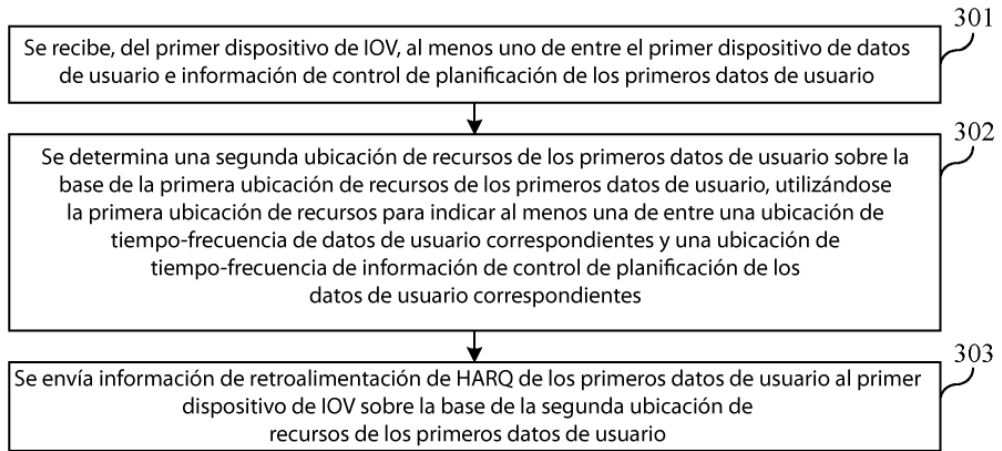 301
Se recibe, del primer dispositivo de IOV, al menos uno de entre el primer dispositivo de datos
de usuario e información de control de planificación de los primeros datos de usuario
302
Se determina una segunda ubicación de recursos de los primeros datos de usuario sobre la
base de la primera ubicación de recursos de los primeros datos de usuario, utilizándose
la primera ubicación de recursos para indicar al menos una de entre una ubicación de
tiempo-frecuencia de datos de usuario correspondientes y una ubicación de
tiempo-frecuencia de información de control de planificación de los
datos de usuario correspondientes
303
Se envía información de retroalimentación de HARQ de los primeros datos de usuario al primer
dispositivo de IOV sobre la base de la segunda ubicación de
recursos de los primeros datos de usuario